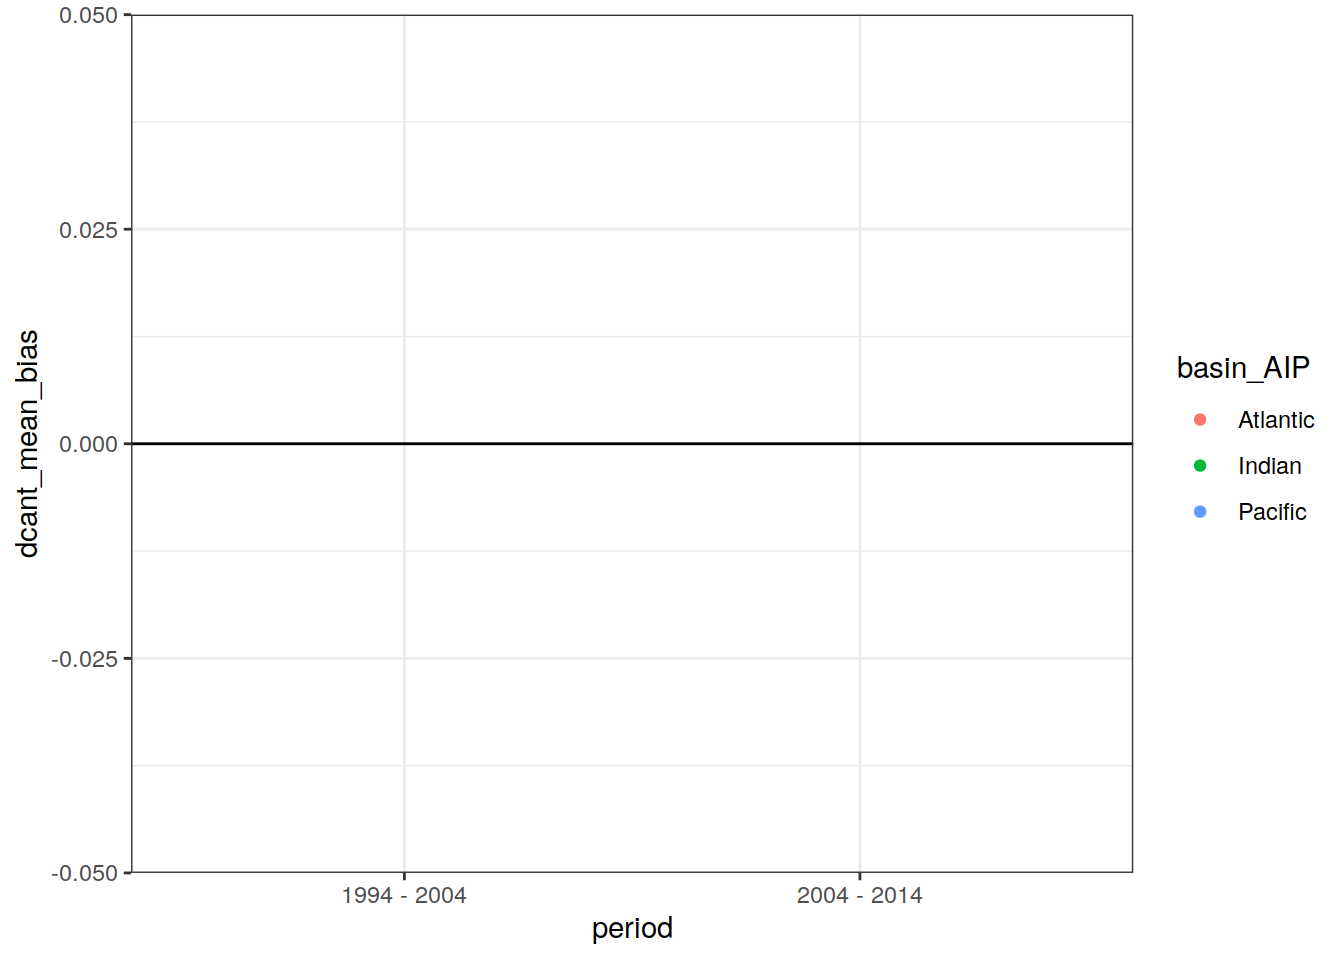 0.050
0.025
0.000
-0.025
-0.050
dcant_mean_bias
1994 - 2004
2004 - 2014
period
basin_AIP
Atlantic
Indian
Pacific